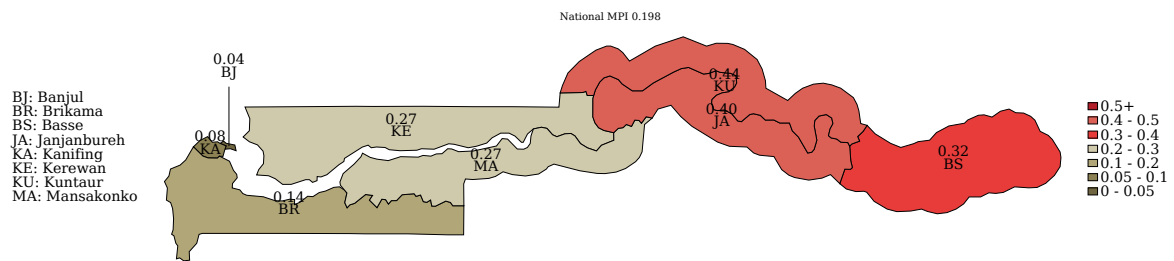 National MPI 0.198
0.04
BJ
BJ: Banjul
BR: Brikama
BS: Basse
JA: Janjanbureh
KA: Kanifing
KE: Kerewan
KU: Kuntaur
MA: Mansakonko
0.08
KA
0.27
KE
0.27
MA
0.14
BR
0.44
KU
0.40
JA
0.32
BS
0.5+
0.4 - 0.5
0.3 - 0.4
0.2 - 0.3
0.1 - 0.2
0.05 - 0.1
0 - 0.05